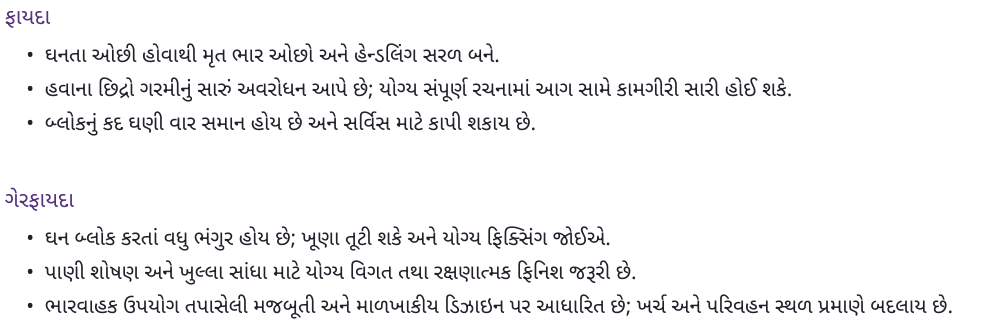 ફાયદા
• ઘનતા ઓછી હોવાથી મૃત ભાર ઓછો અને હેન્ડલિંગ સરળ બને.
• હવાના છિદ્રો ગરમીનું સારું અવરોધન આપે છે; યોગ્ય સંપૂર્ણ રચનામાં આગ સામે કામગીરી સારી હોઈ શકે.
• બ્લોકનું કદ ઘણી વાર સમાન હોય છે અને સર્વિસ માટે કાપી શકાય છે.
ગેરફાયદા
• ઘન બ્લોક કરતાં વધુ ભંગુર હોય છે; ખૂણા તૂટી શકે અને યોગ્ય ફિક્સિંગ જોઈએ.
• પાણી શોષણ અને ખુલ્લા સાંધા માટે યોગ્ય વિગત તથા રક્ષણાત્મક ફિનિશ જરૂરી છે.
• ભારવાહક ઉપયોગ તપાસેલી મજબૂતી અને માળખાકીય ડિઝાઇન પર આધારિત છે; ખર્ચ અને પરિવહન સ્થળ પ્રમાણે બદલાય છે.